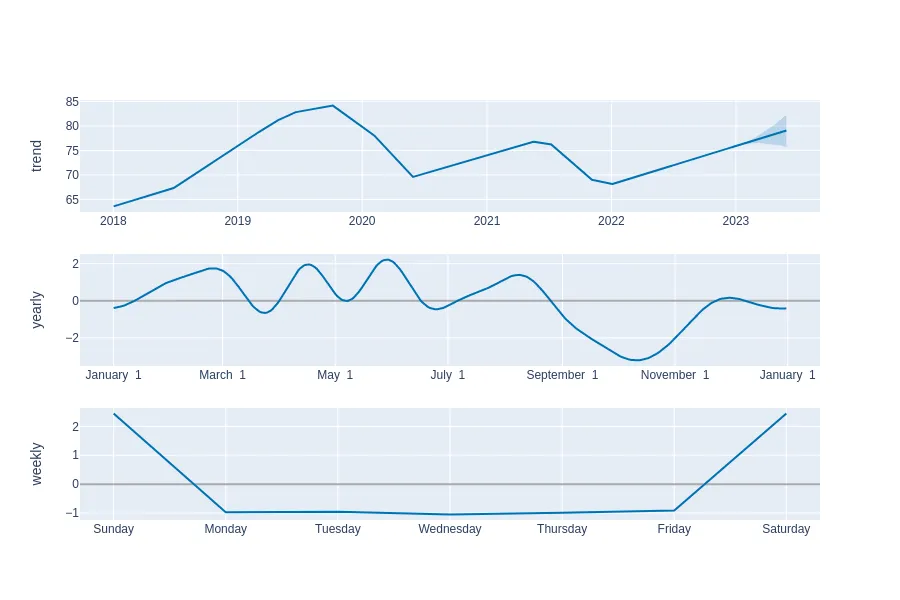 trend
85
80
75
70
65
2018 2019 2020 2021 2022 2023
yearly
2
0
−2
January 1 March 1 May 1 July 1 September 1 November 1 January 1
weekly
2
1
0
−1
Sunday Monday Tuesday Wednesday Thursday Friday Saturday